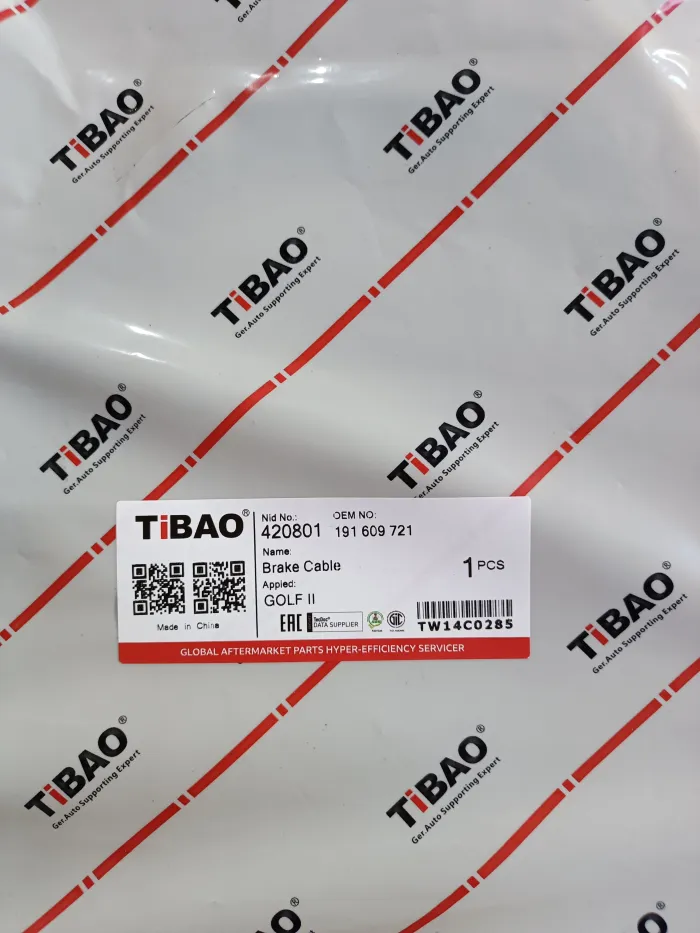 TiBAO®
Ger.Auto Supporting Expert
TiBAO®
Ger.Auto Supporting Expert
TiBAO®
Ger.Auto Supporting Expert
TiBAO®
Ger.Auto Supporting Expert
TiBAO®
Ger.Auto Supporting Expert
TiBAO®
Ger.Auto Supporting Expert
TiBAO®
Nid No.:
OEM NO:
420801
191 609 721
Name:
Brake Cable
1 PCS
Appied:
GOLF II
Made in China
EAC
TecDoc®
DATA SUPPLIER
TW14C0285
GLOBAL AFTERMARKET PARTS HYPER-EFFICIENCY SERVICER
TiBAO®
Ger.Auto Supporting Expert
TiBAO®
Ger.Auto Supporting Expert
TiBAO®
Ger.Auto Supporting Expert
TiBAO®